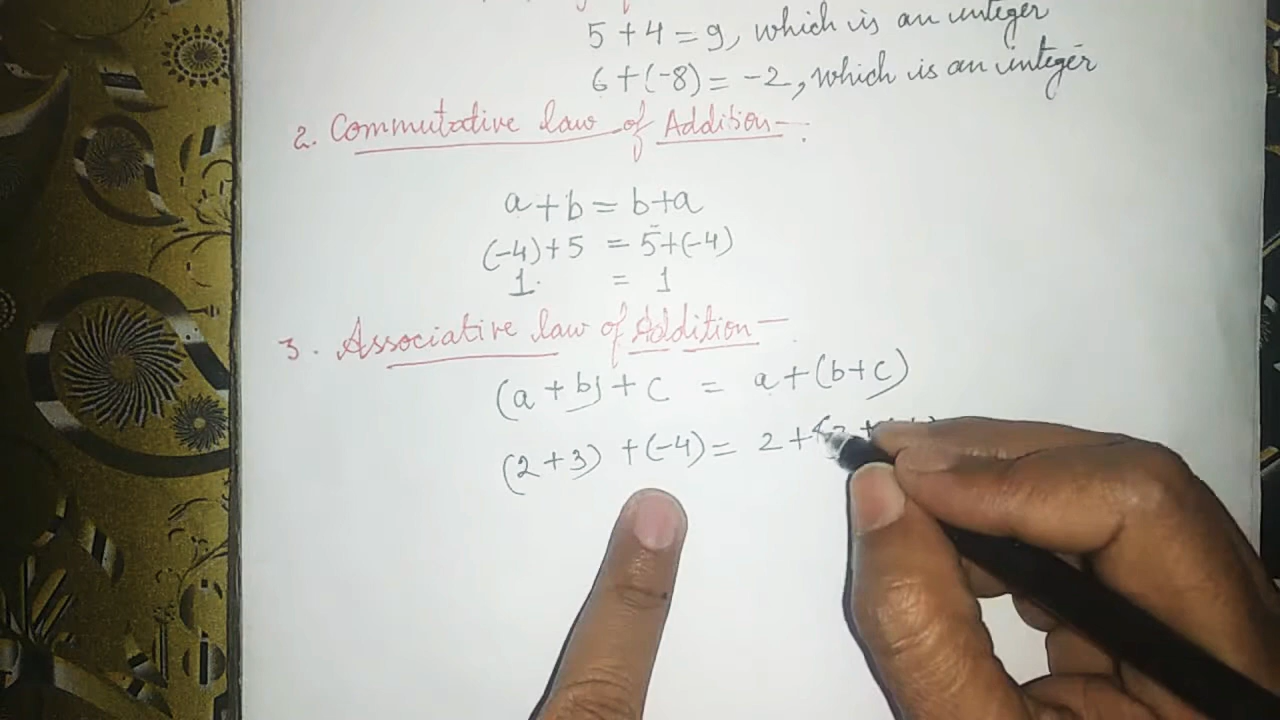 5 + 4 = 9, which is an integer
6 + (-8) = -2, which is an integer
2. Commutative law of Addition -
a + b = b + a
(-4) + 5 = 5 + (-4)
1 = 1
3. Associative law of Addition -
(a + b) + c = a + (b + c)
(2 + 3) + (-4) = 2 +